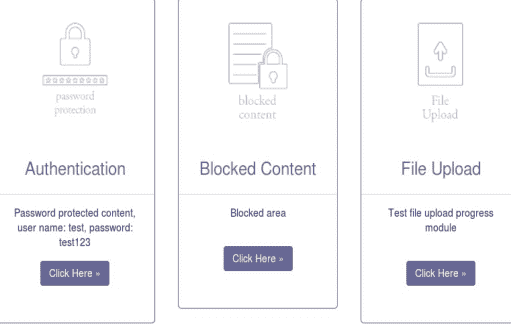 password
protection
Authentication
Password protected content,
user name: test, password:
test123
Click Here »
blocked
content
Blocked Content
Blocked area
Click Here »
File
Upload
File Upload
Test file upload progress
module
Click Here »